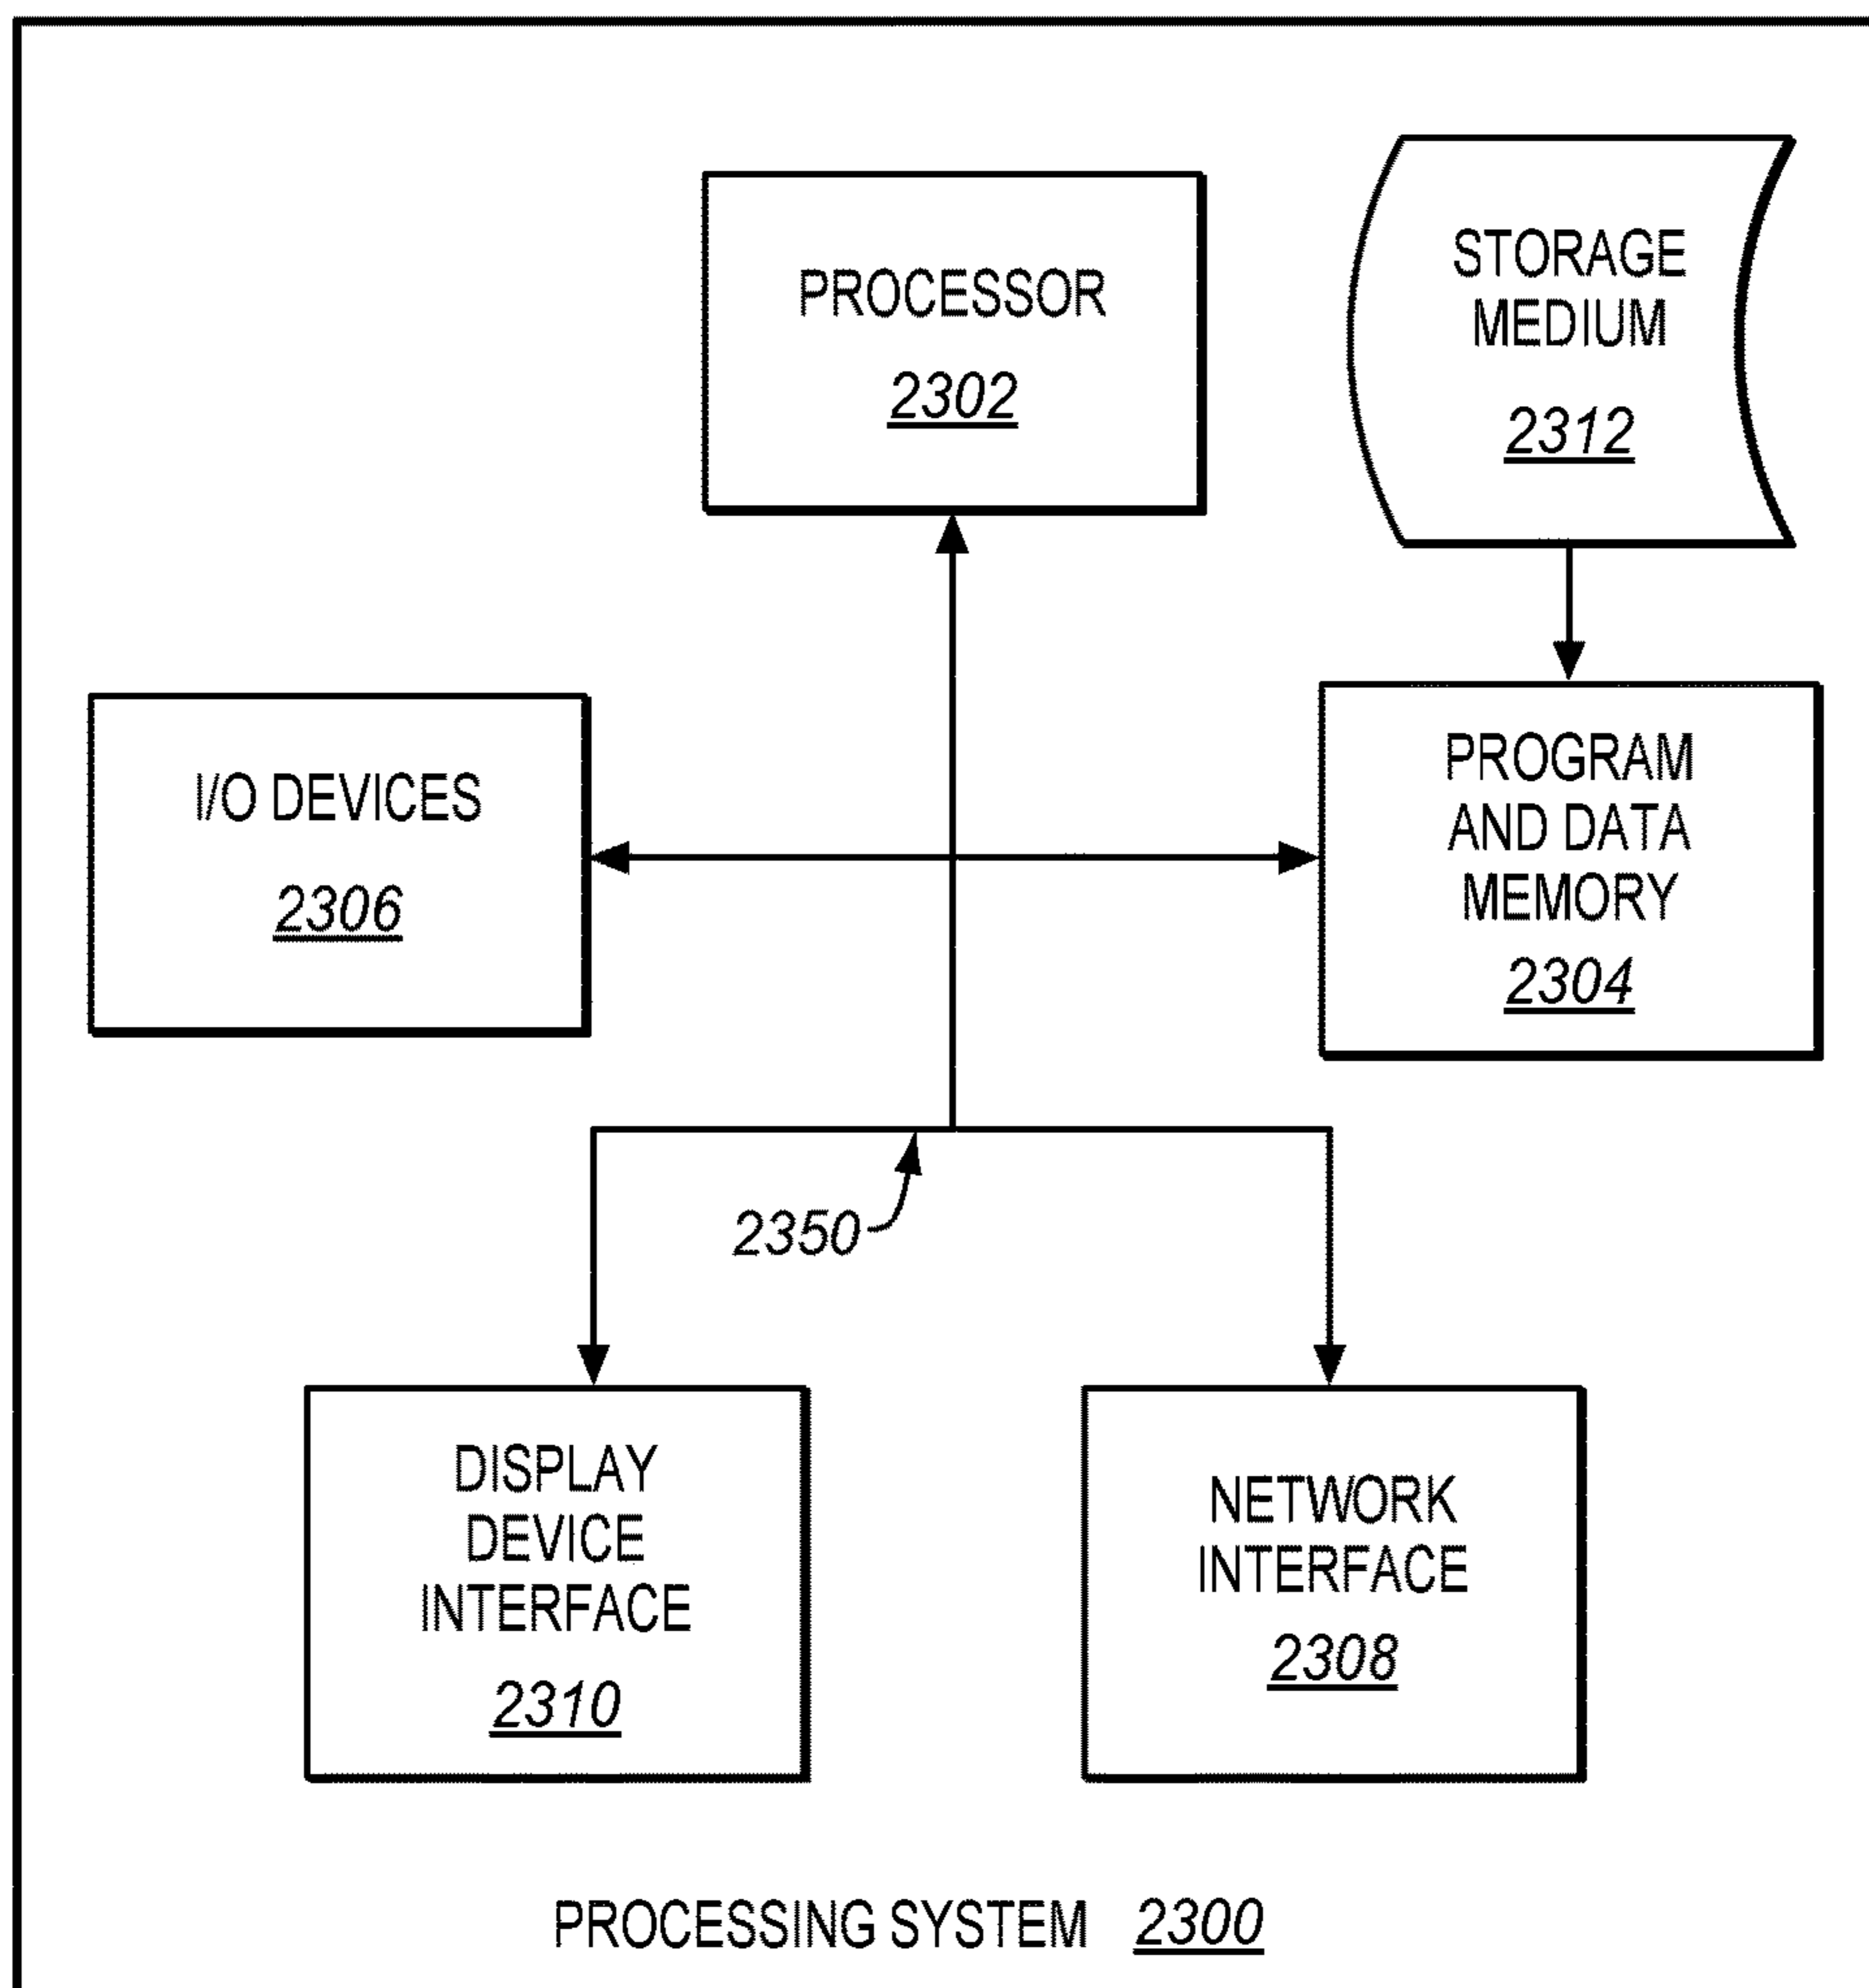 PROCESSOR
2302
STORAGE
MEDIUM
2312
I/O DEVICES
2306
PROGRAM
AND DATA
MEMORY
2304
2350
DISPLAY
DEVICE
INTERFACE
2310
NETWORK
INTERFACE
2308
PROCESSING SYSTEM 2300